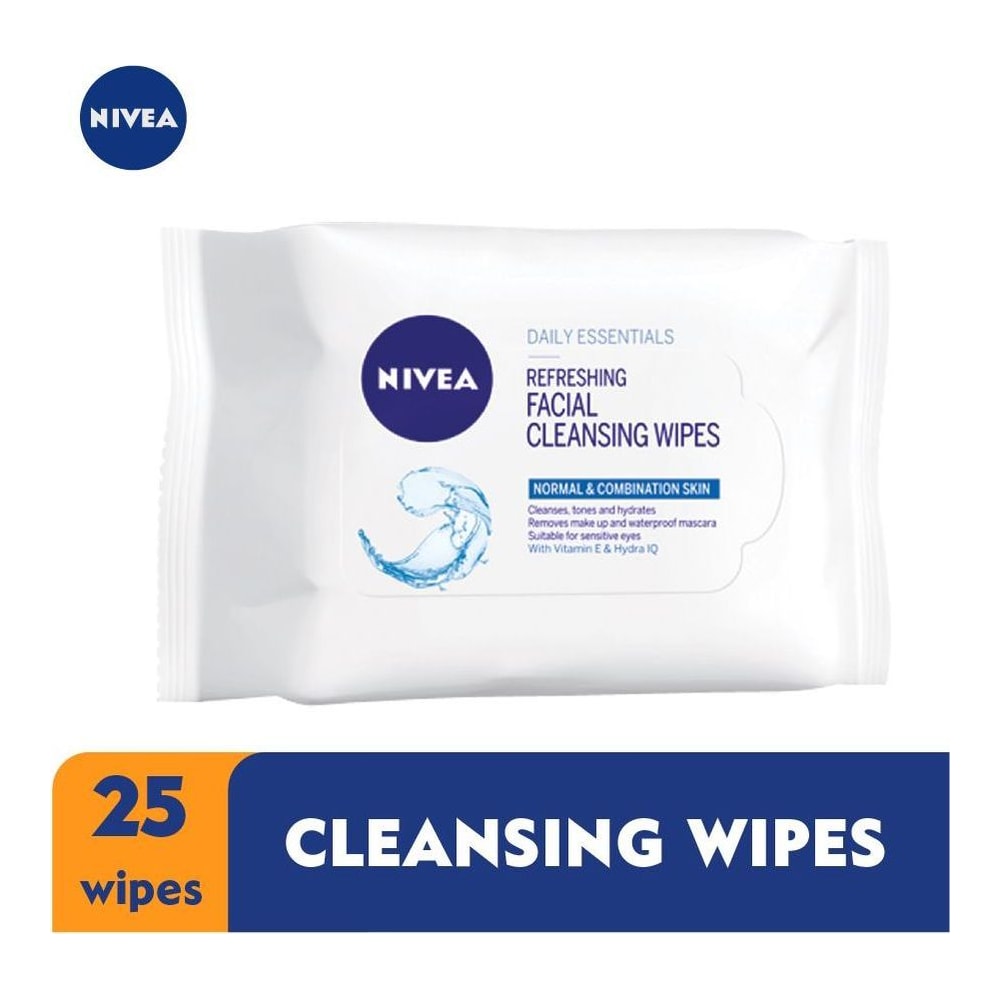 NIVEA
NIVEA
DAILY ESSENTIALS
REFRESHING
FACIAL
CLEANSING WIPES
NORMAL & COMBINATION SKIN
Cleanses, tones and hydrates
Removes make up and waterproof mascara
Suitable for sensitive eyes
With Vitamin E & Hydra IQ
25
wipes
CLEANSING WIPES